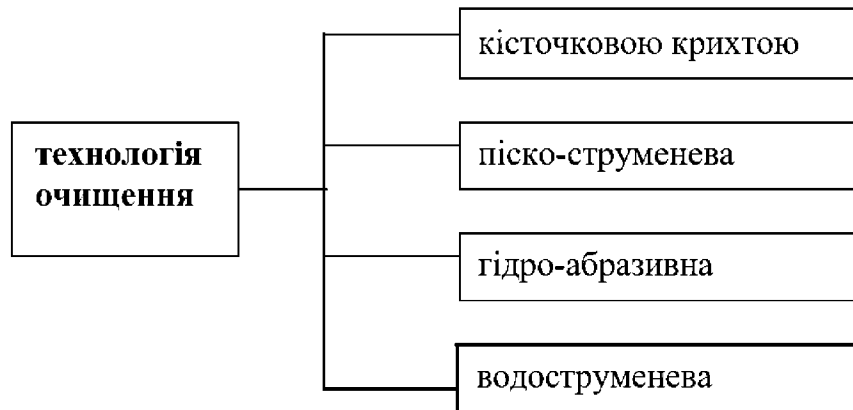 кісточковою крихтою
технологія
очищення
піско-струменева
гідро-абразивна
водоструменева